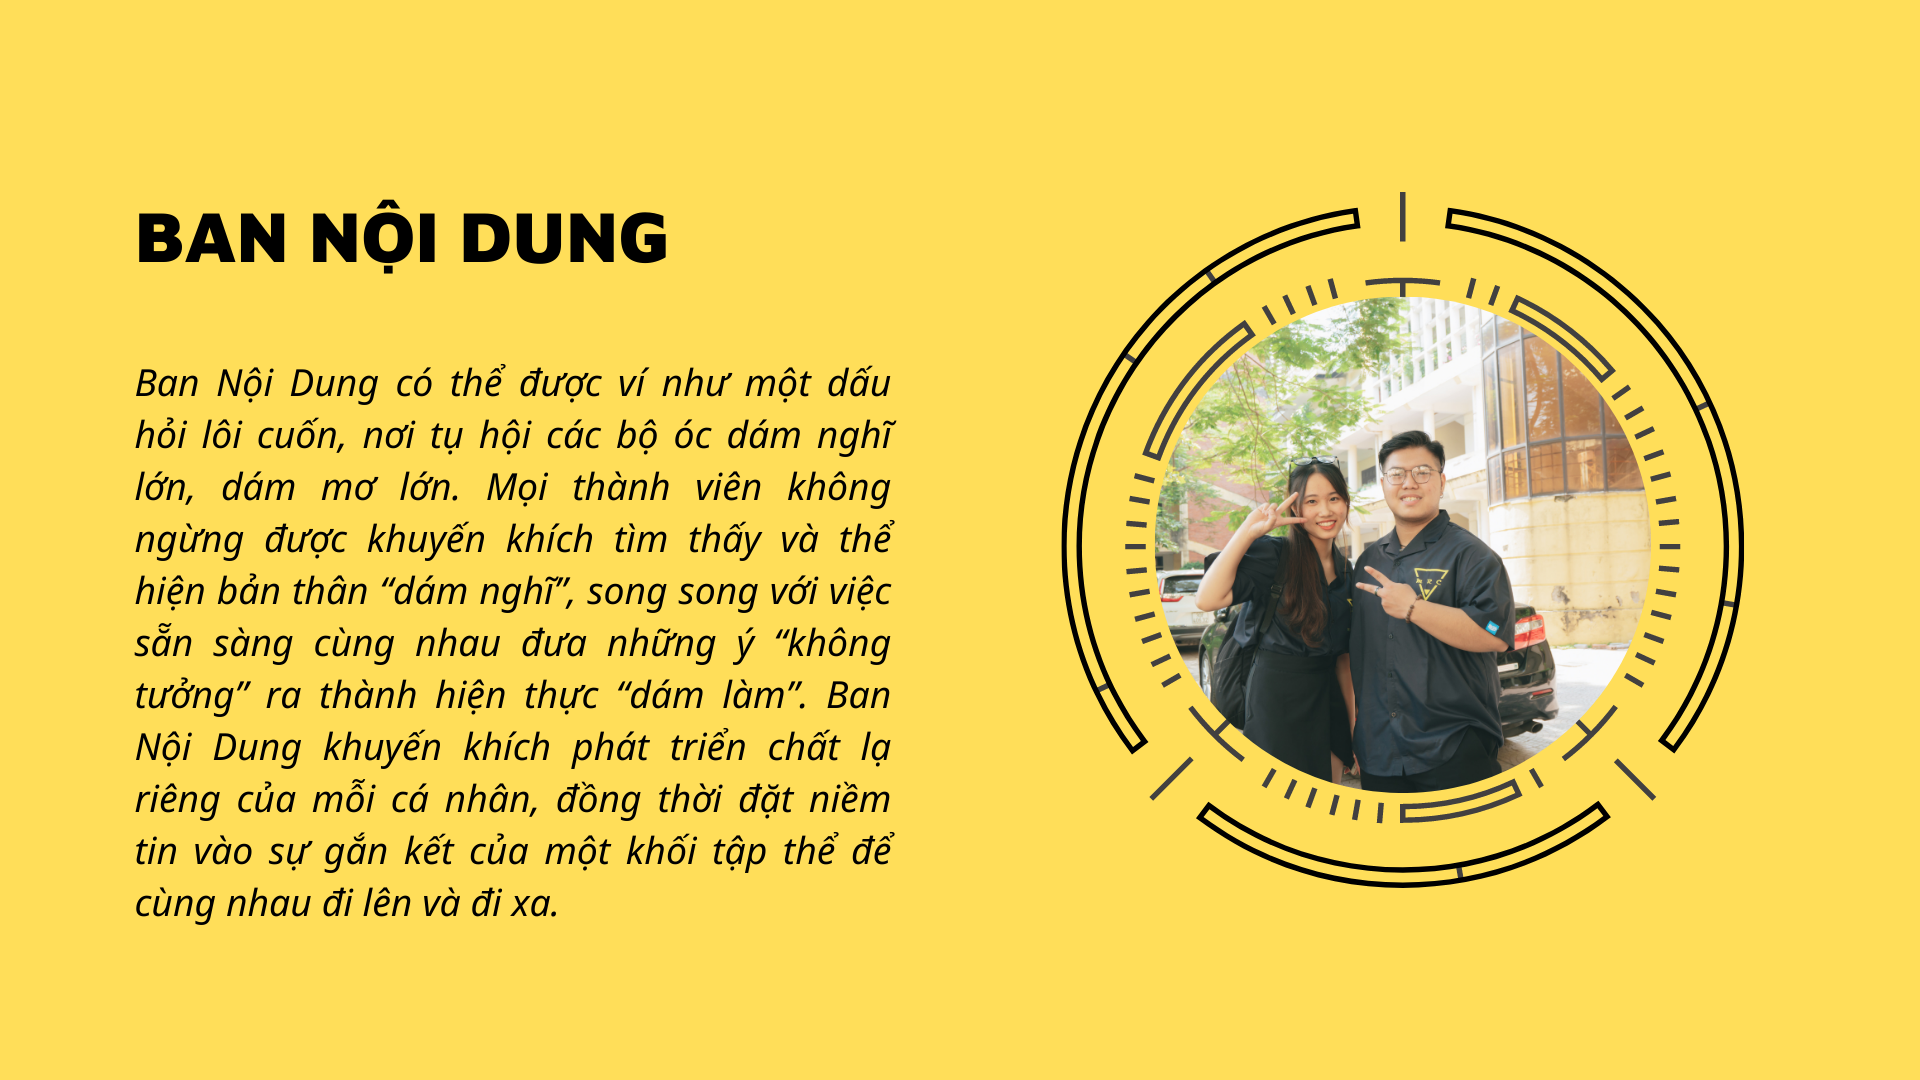 BAN NỘI DUNG
Ban Nội Dung có thể được ví như một dấu
hỏi lôi cuốn, nơi tụ hội các bộ óc dám nghĩ
lớn, dám mơ lớn. Mọi thành viên không
ngừng được khuyến khích tìm thấy và thể
hiện bản thân “dám nghĩ”, song song với việc
sẵn sàng cùng nhau đưa những ý “không
tưởng” ra thành hiện thực “dám làm”. Ban
Nội Dung khuyến khích phát triển chất lạ
riêng của mỗi cá nhân, đồng thời đặt niềm
tin vào sự gắn kết của một khối tập thể để
cùng nhau đi lên và đi xa.